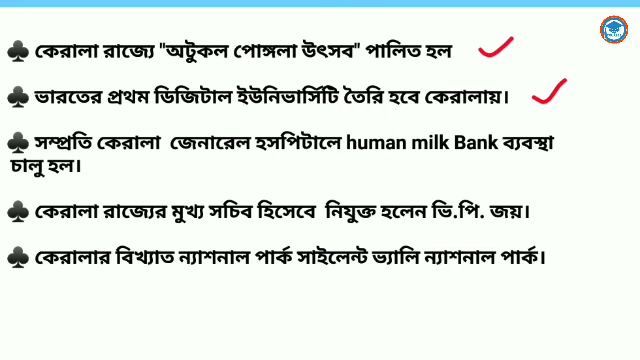 ♣ কেরালা রাজ্যে "অটুকল পোঙ্গলা উৎসব" পালিত হল
♣ ভারতের প্রথম ডিজিটাল ইউনিভার্সিটি তৈরি হবে কেরালায়।
♣ সম্প্রতি কেরালা জেনারেল হসপিটালে human milk Bank ব্যবস্থা
চালু হল।
♣ কেরালা রাজ্যের মুখ্য সচিব হিসেবে নিযুক্ত হলেন ভি.পি. জয়।
♣ কেরালার বিখ্যাত ন্যাশনাল পার্ক সাইলেন্ট ভ্যালি ন্যাশনাল পার্ক।